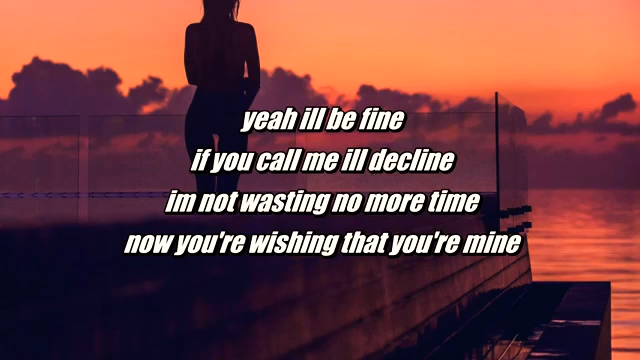 yeah ill be fine
if you call me ill decline
im not wasting no more time
now you're wishing that you're mine